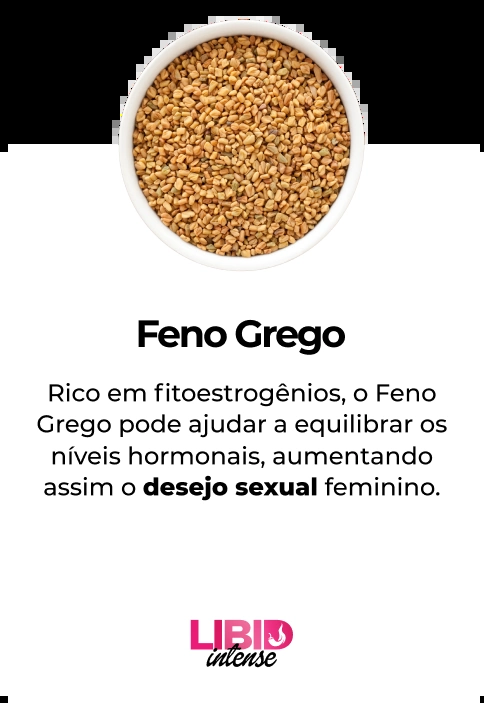 Feno Grego
Rico em fitoestrogênios, o Feno
Grego pode ajudar a equilibrar os
níveis hormonais, aumentando
assim o desejo sexual feminino.
LIBID
intense